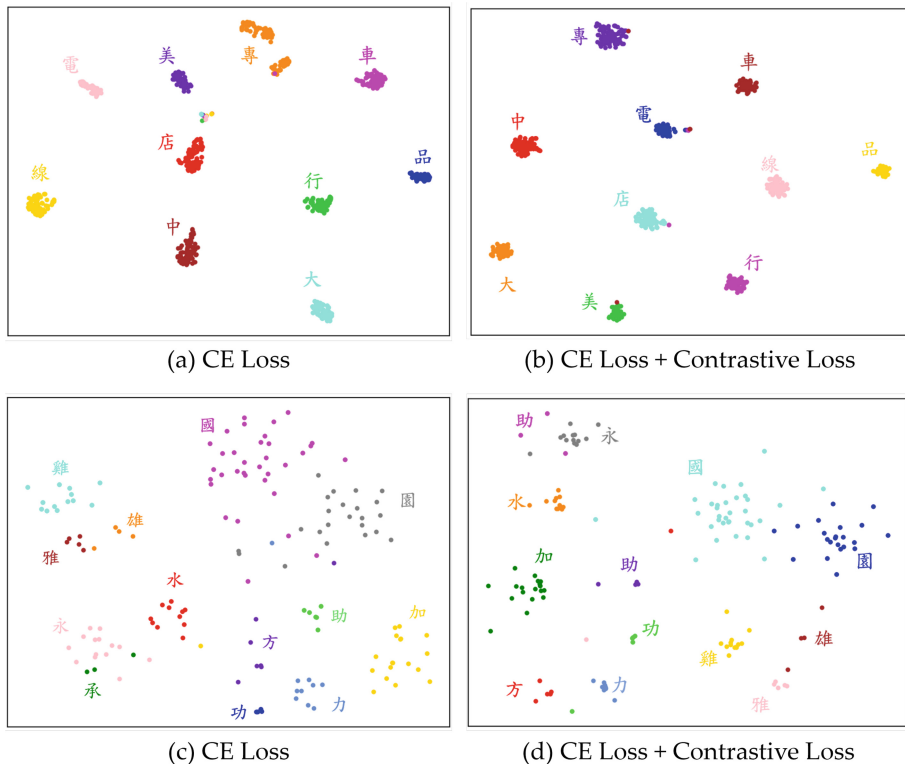 電
美
專
車
店
品
線
行
中
大
(a) CE Loss
專
車
中
電
線
品
店
大
行
美
(b) CE Loss + Contrastive Loss
國
雞
園
雄
雅
水
助
加
永
方
承
功
力
(c) CE Loss
助
永
國
水
加
助
園
功
雞
雄
方
力
雅
(d) CE Loss + Contrastive Loss